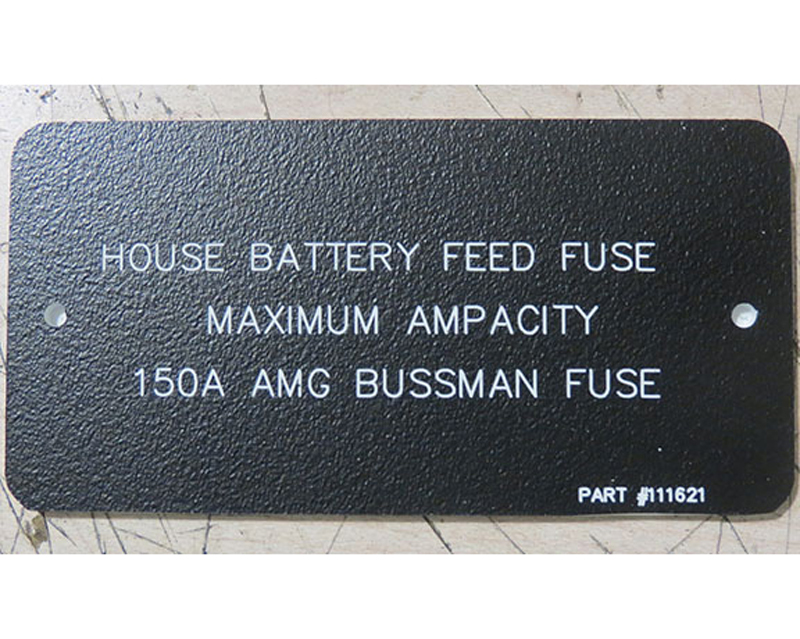 HOUSE BATTERY FEED FUSE
MAXIMUM AMPACITY
150A AMG BUSSMAN FUSE
PART #111621